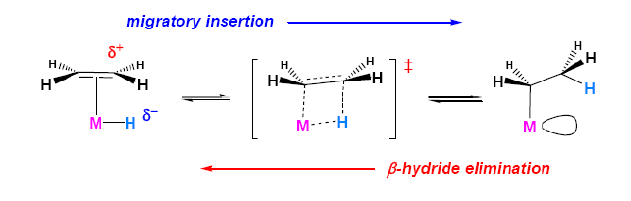 migratory insertion
δ+
H H H H
M—H δ−
H H H H
M H
‡
H H H H H
M
β-hydride elimination